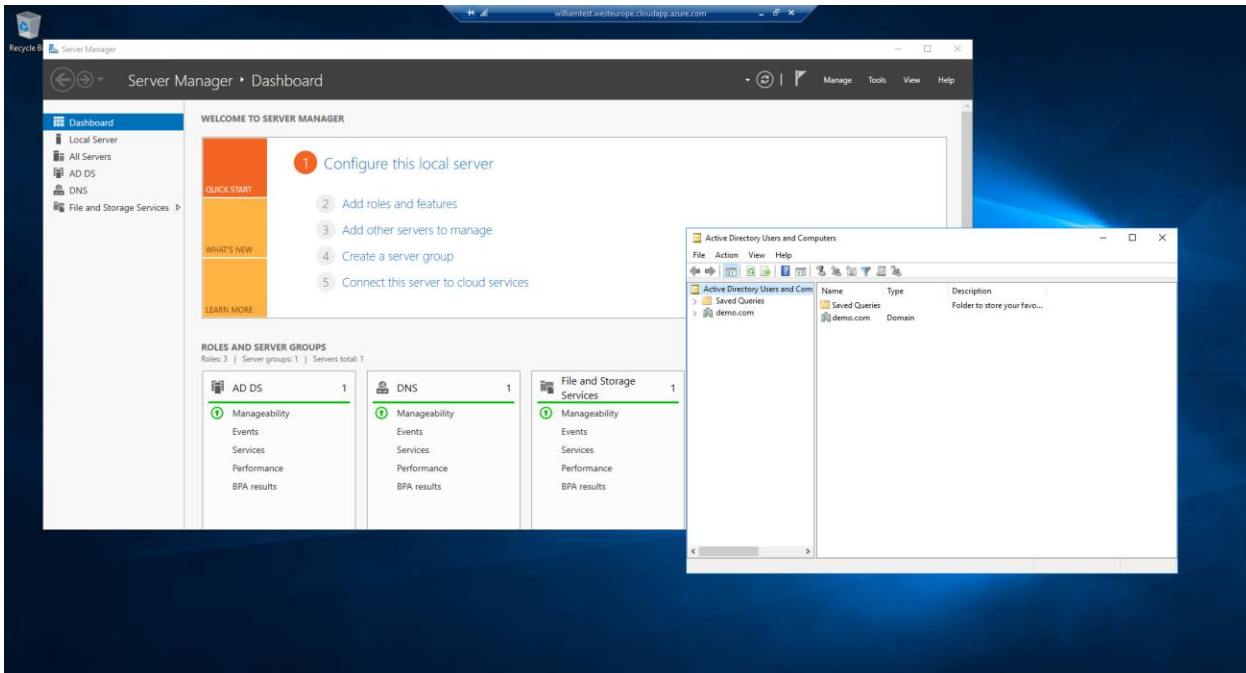 williamtest.westeurope.cloudapp.azure.com
Recycle B
Server Manager
Server Manager • Dashboard
Manage Tools View Help
Dashboard
Local Server
All Servers
AD DS
DNS
File and Storage Services
WELCOME TO SERVER MANAGER
QUICK START
WHAT'S NEW
LEARN MORE
1 Configure this local server
2 Add roles and features
3 Add other servers to manage
4 Create a server group
5 Connect this server to cloud services
ROLES AND SERVER GROUPS
Roles: 3 | Server groups: 1 | Servers total: 1
AD DS 1
Manageability
Events
Services
Performance
BPA results
DNS 1
Manageability
Events
Services
Performance
BPA results
File and Storage
Services 1
Manageability
Events
Services
Performance
BPA results
Active Directory Users and Computers
File Action View Help
Active Directory Users and Com
Saved Queries
demo.com
Name Type Description
Saved Queries Folder to store your favo...
demo.com Domain